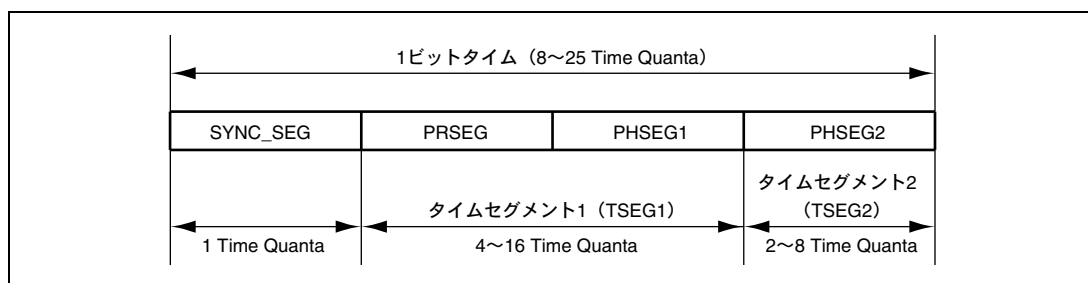 1ビットタイム（8～25 Time Quanta）
SYNC_SEG
PRSEG
PHSEG1
PHSEG2
タイムセグメント1（TSEG1）
タイムセグメント2
（TSEG2）
1 Time Quanta
4～16 Time Quanta
2～8 Time Quanta